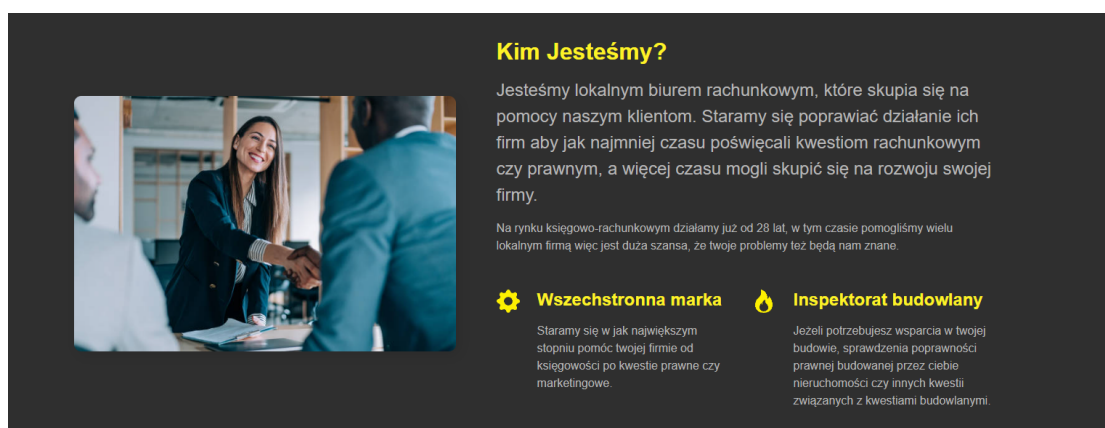 Kim Jesteśmy?
Jesteśmy lokalnym biurem rachunkowym, które skupia się na
pomocy naszym klientom. Staramy się poprawiać działanie ich
firm aby jak najmniej czasu poświęcali kwestiom rachunkowym
czy prawnym, a więcej czasu mogli skupić się na rozwoju swojej
firmy.
Na rynku księgowo-rachunkowym działamy już od 28 lat, w tym czasie pomogliśmy wielu
lokalnym firmą więc jest duża szansa, że twoje problemy też będą nam znane.
Wszechstronna marka
Staramy się w jak największym
stopniu pomóc twojej firmie od
księgowości po kwestie prawne czy
marketingowe.
Inspektorat budowlany
Jeżeli potrzebujesz wsparcia w twojej
budowie, sprawdzenia poprawności
prawnej budowanej przez ciebie
nieruchomości czy innych kwestii
związanych z kwestiami budowlanymi.